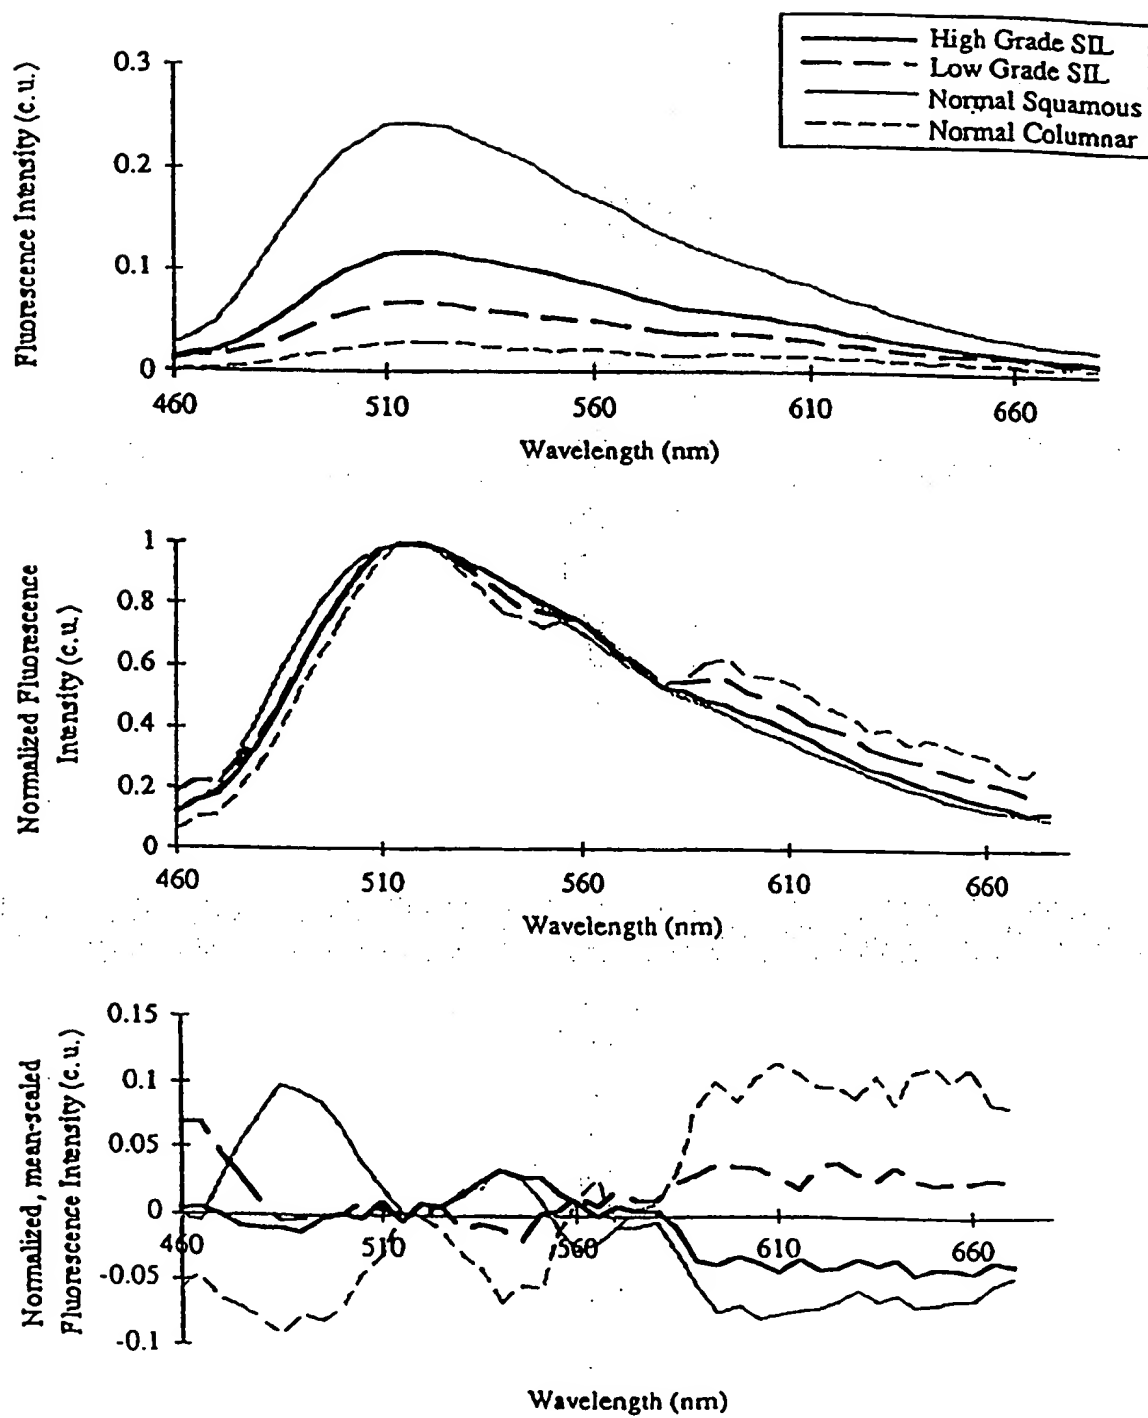 High Grade SIL
Low Grade SIL
Normal Squamous
Normal Columnar
Fluorescence Intensity (c.u.)
0.3
0.2
0.1
0
460
510
560
610
660
Wavelength (nm)
Normalized Fluorescence
Intensity (c.u.)
1
0.8
0.6
0.4
0.2
0
460
510
560
610
660
Wavelength (nm)
Normalized, mean-scaled
Fluorescence Intensity (c.u.)
0.15
0.1
0.05
0
-0.05
-0.1
460
510
560
610
660
Wavelength (nm)